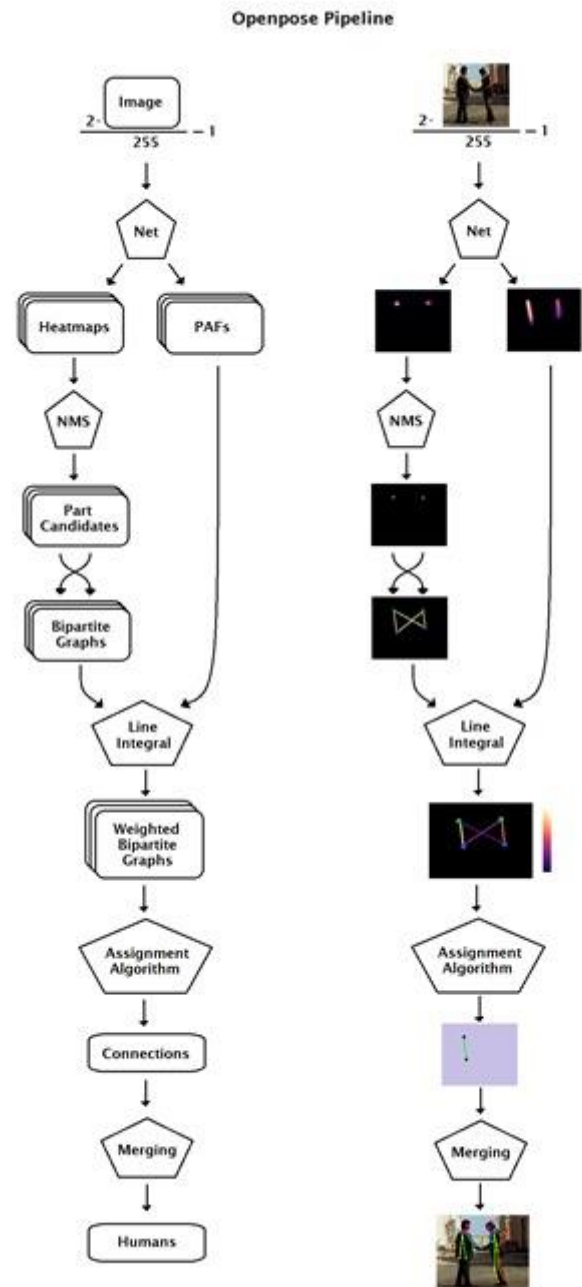 Openpose Pipeline
2·
Image
255
− 1
Net
Heatmaps
PAFs
NMS
Part
Candidates
Bipartite
Graphs
Line
Integral
Weighted
Bipartite
Graphs
Assignment
Algorithm
Connections
Merging
Humans
2·
255
− 1
Net
NMS
Line
Integral
Assignment
Algorithm
Merging